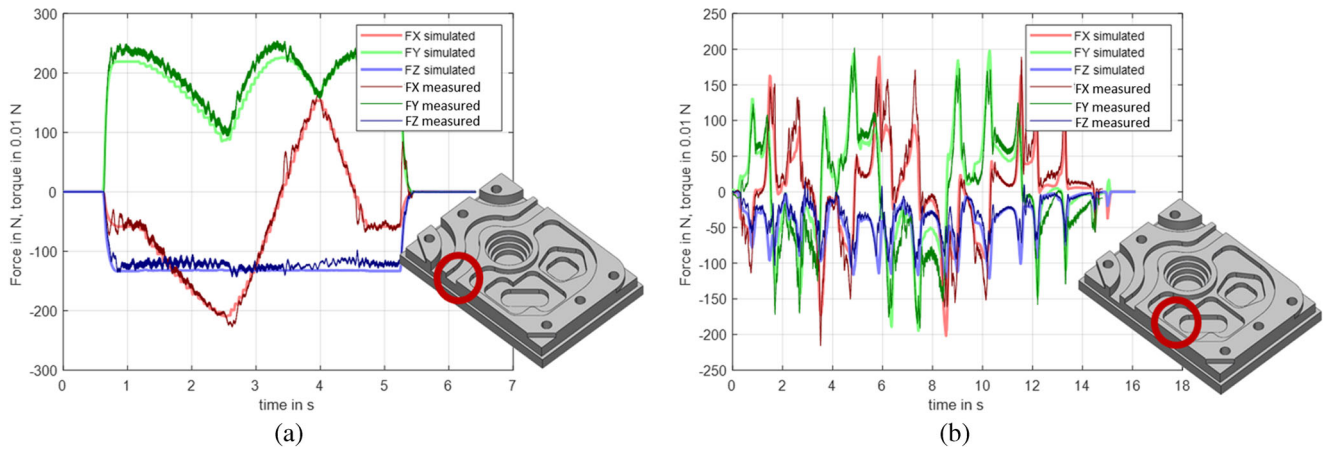 300
200
100
0
-100
-200
-300
Force in N, torque in 0.01 N
0 1 2 3 4 5 6 7
time in s
FX simulated
FY simulated
FZ simulated
FX measured
FY measured
FZ measured
(a)
250
200
150
100
50
0
-50
-100
-150
-200
-250
Force in N, torque in 0.01 N
0 2 4 6 8 10 12 14 16 18
time in s
FX simulated
FY simulated
FZ simulated
FX measured
FY measured
FZ measured
(b)